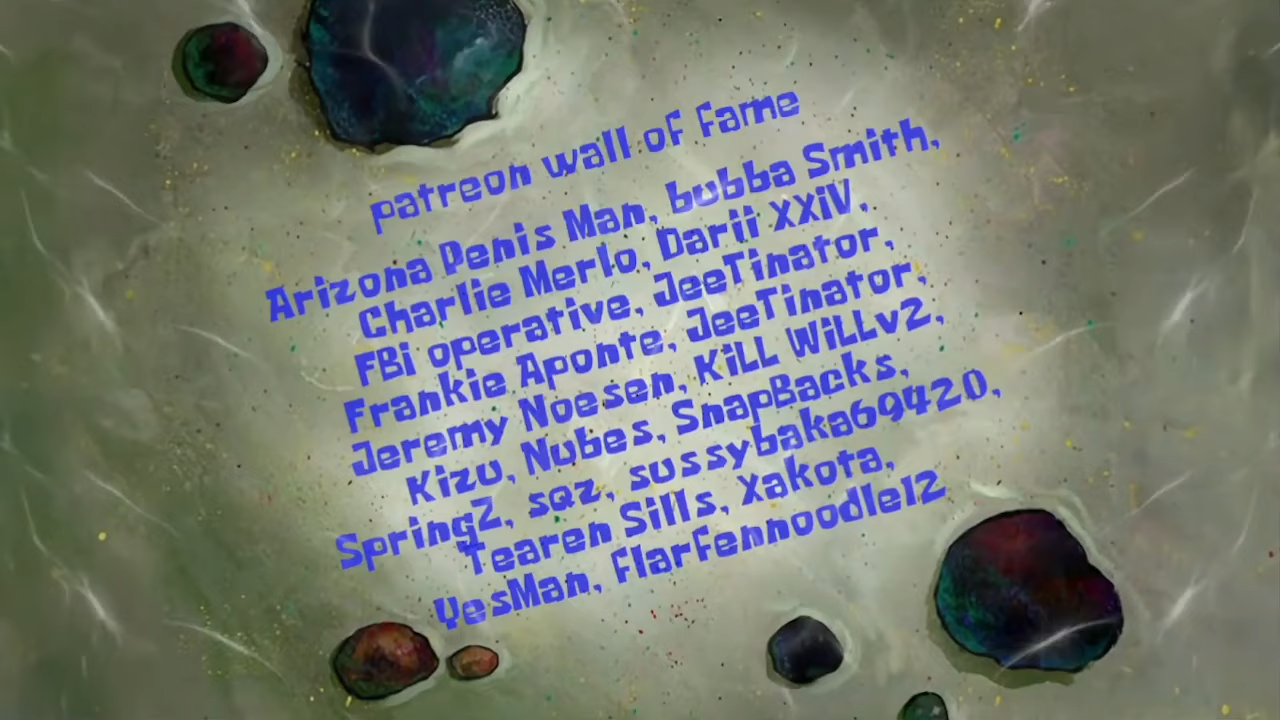 patreon wall of fame
Arizona Penis Man, bubba Smith,
Charlie Merlo, Darii XXiV,
FBi operative, JeeTinator,
Frankie Aponte, JeeTinator,
Jeremy Noesen, KiLL WiLLv2,
Kizu, Nubes, SnapBacks,
SpringZ, sqz, sussybaka69420,
Tearen Sills, Xakota,
YesMan, Flarfennoodle12